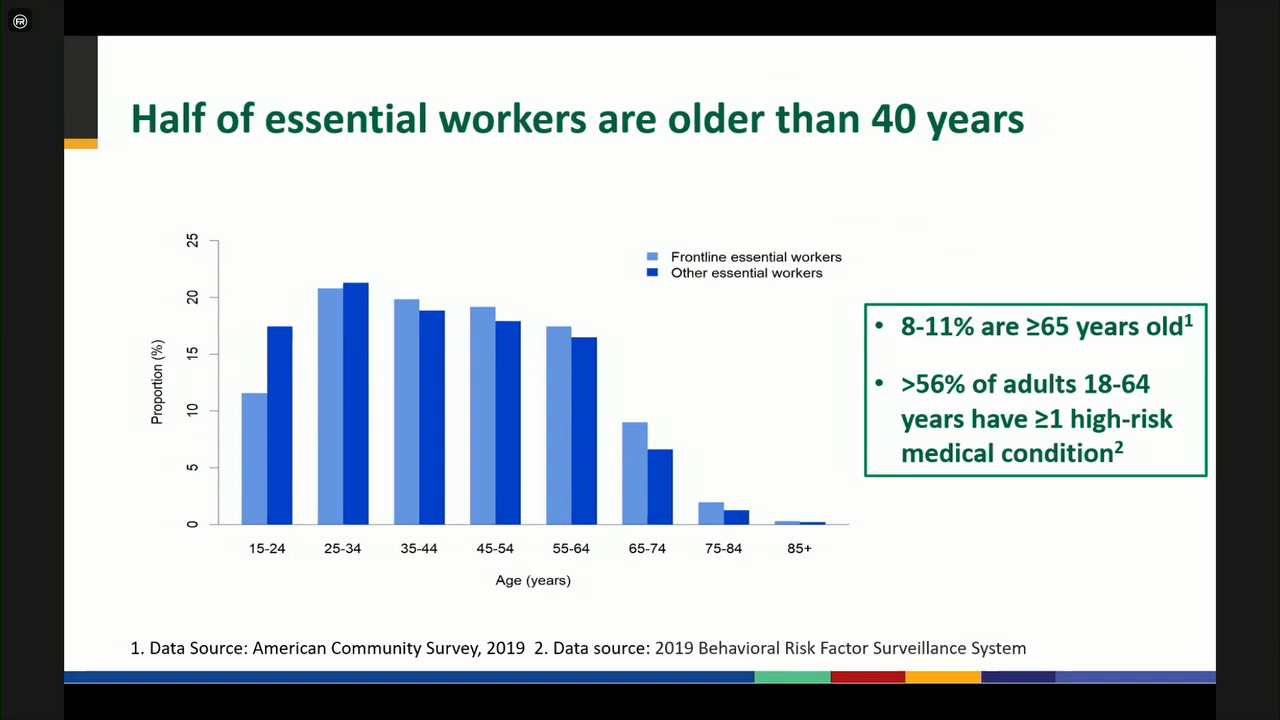 FR
Half of essential workers are older than 40 years
25
20
15
10
5
0
Proportion (%)
Frontline essential workers
Other essential workers
15-24 25-34 35-44 45-54 55-64 65-74 75-84 85+
Age (years)
• 8-11% are ≥65 years old¹
• >56% of adults 18-64
years have ≥1 high-risk
medical condition²
1. Data Source: American Community Survey, 2019 2. Data source: 2019 Behavioral Risk Factor Surveillance System